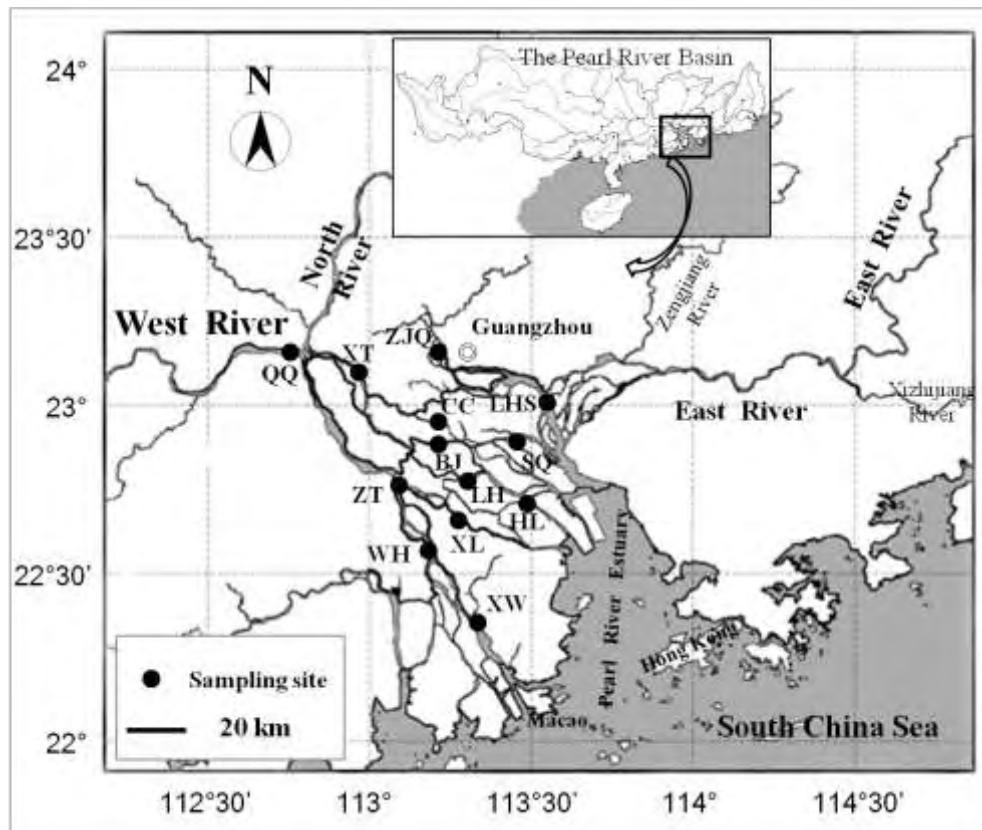 The Pearl River Basin
24°
N
23°30'
North
River
East River
Zengjiang
River
West River
Guangzhou
ZJQ
XT
QQ
23°
CC
LHS
East River
Xizhijiang
River
BJ
SQ
ZT
LH
HL
XL
WH
22°30'
Pearl River Estuary
XW
Hong Kong
Sampling site
20 km
Macao
South China Sea
22°
112°30'
113°
113°30'
114°
114°30'